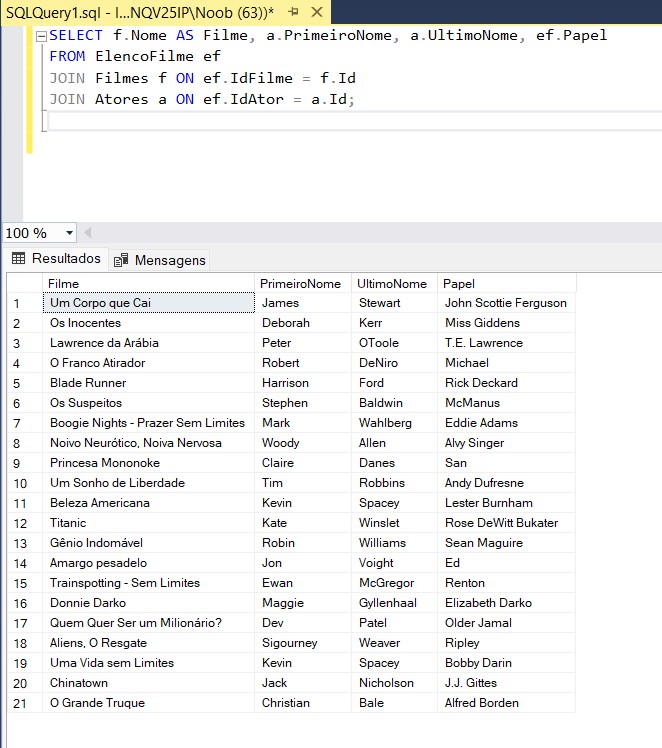 SQLQuery1.sql - I...NQV25IP\Noob (63))*
SELECT f.Nome AS Filme, a.PrimeiroNome, a.UltimoNome, ef.Papel
FROM ElencoFilme ef
JOIN Filmes f ON ef.IdFilme = f.Id
JOIN Atores a ON ef.IdAtor = a.Id;
100 %
Resultados Mensagens
Filme PrimeiroNome UltimoNome Papel
1 Um Corpo que Cai James Stewart John Scottie Ferguson
2 Os Inocentes Deborah Kerr Miss Giddens
3 Lawrence da Arábia Peter OToole T.E. Lawrence
4 O Franco Atirador Robert DeNiro Michael
5 Blade Runner Harrison Ford Rick Deckard
6 Os Suspeitos Stephen Baldwin McManus
7 Boogie Nights - Prazer Sem Limites Mark Wahlberg Eddie Adams
8 Noivo Neurótico, Noiva Nervosa Woody Allen Alvy Singer
9 Princesa Mononoke Claire Danes San
10 Um Sonho de Liberdade Tim Robbins Andy Dufresne
11 Beleza Americana Kevin Spacey Lester Burnham
12 Titanic Kate Winslet Rose DeWitt Bukater
13 Gênio Indomável Robin Williams Sean Maguire
14 Amargo pesadelo Jon Voight Ed
15 Trainspotting - Sem Limites Ewan McGregor Renton
16 Donnie Darko Maggie Gyllenhaal Elizabeth Darko
17 Quem Quer Ser um Milionário? Dev Patel Older Jamal
18 Aliens, O Resgate Sigourney Weaver Ripley
19 Uma Vida sem Limites Kevin Spacey Bobby Darin
20 Chinatown Jack Nicholson J.J. Gittes
21 O Grande Truque Christian Bale Alfred Borden